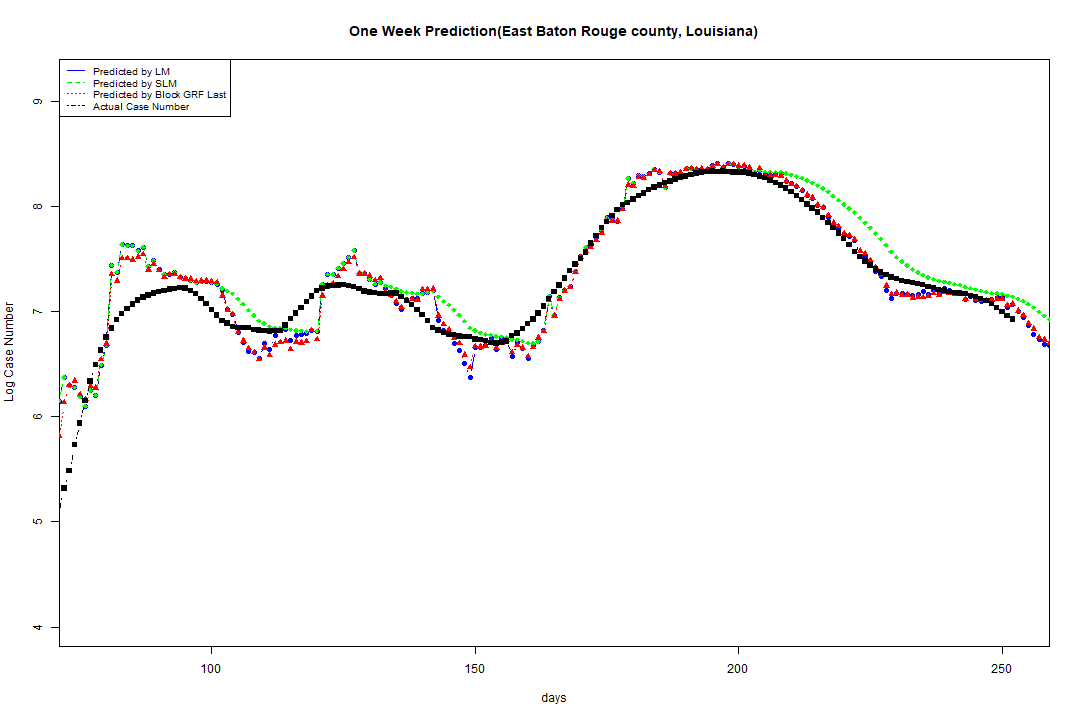 One Week Prediction(East Baton Rouge county, Louisiana)
Predicted by LM
Predicted by SLM
Predicted by Block GRF Last
Actual Case Number
9
8
7
6
5
4
Log Case Number
100 150 200 250
days